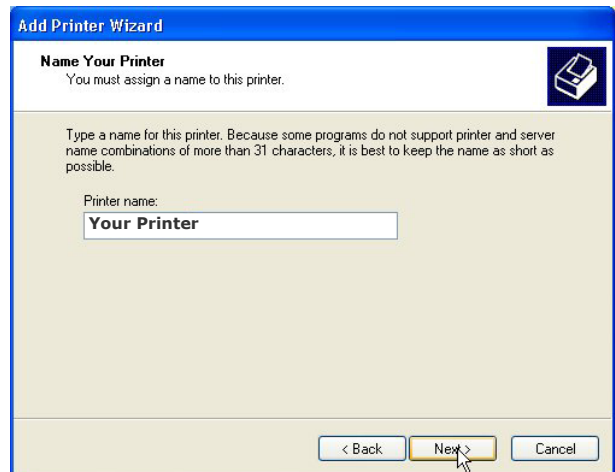 Add Printer Wizard
Name Your Printer
You must assign a name to this printer.
Type a name for this printer. Because some programs do not support printer and server
name combinations of more than 31 characters, it is best to keep the name as short as
possible.
Printer name:
Your Printer
< Back Next > Cancel